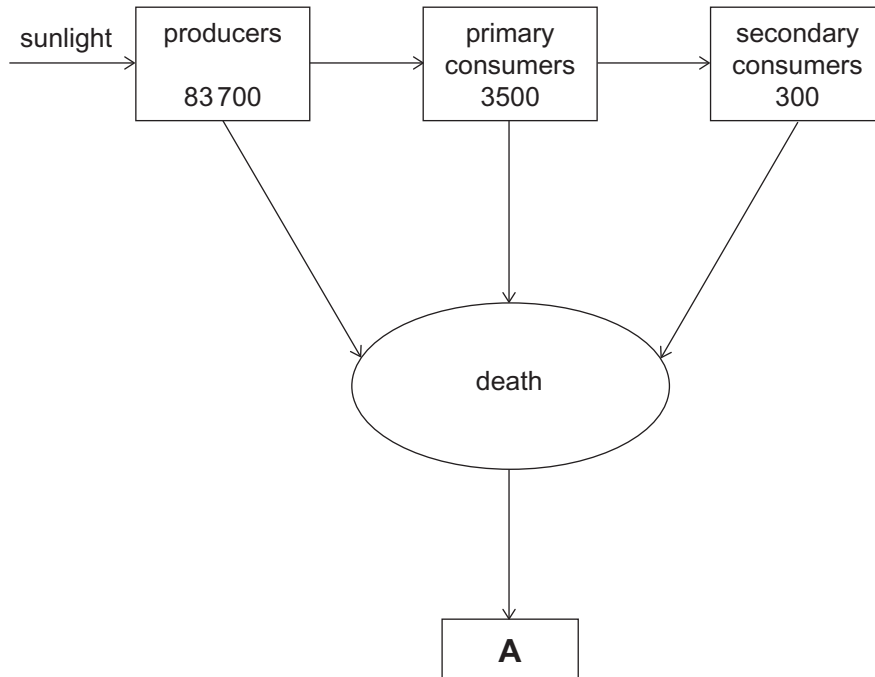 sunlight
producers
83 700
primary
consumers
3500
secondary
consumers
300
death
A